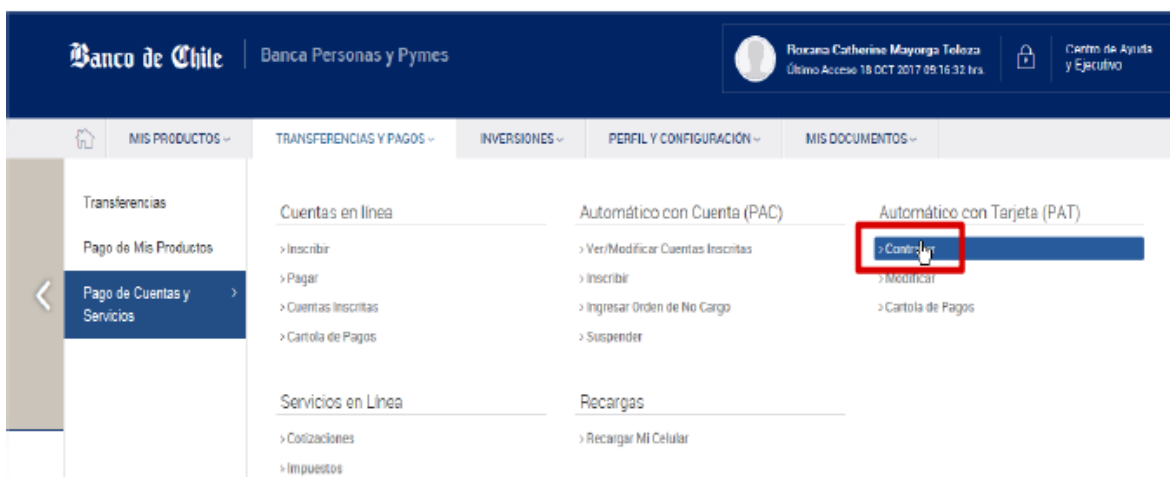 Banco de Chile
Banca Personas y Pymes
Roxana Catherine Mayorga Toloza
Último Acceso 18 OCT 2017 09:16:32 hrs.
Centro de Ayuda
y Ejecutivo
MIS PRODUCTOS
TRANSFERENCIAS Y PAGOS
INVERSIONES
PERFIL Y CONFIGURACIÓN
MIS DOCUMENTOS
Transferencias
Pago de Mis Productos
Pago de Cuentas y
Servicios
Cuentas en línea
> Inscribir
> Pagar
> Cuentas Inscritas
> Cartola de Pagos
Automático con Cuenta (PAC)
> Ver/Modificar Cuentas Inscritas
> Inscribir
> Ingresar Orden de No Cargo
> Suspender
Automático con Tarjeta (PAT)
> Modificar
> Cartola de Pagos
Servicios en Línea
> Cotizaciones
> Impuestos
Recargas
> Recargar Mi Celular